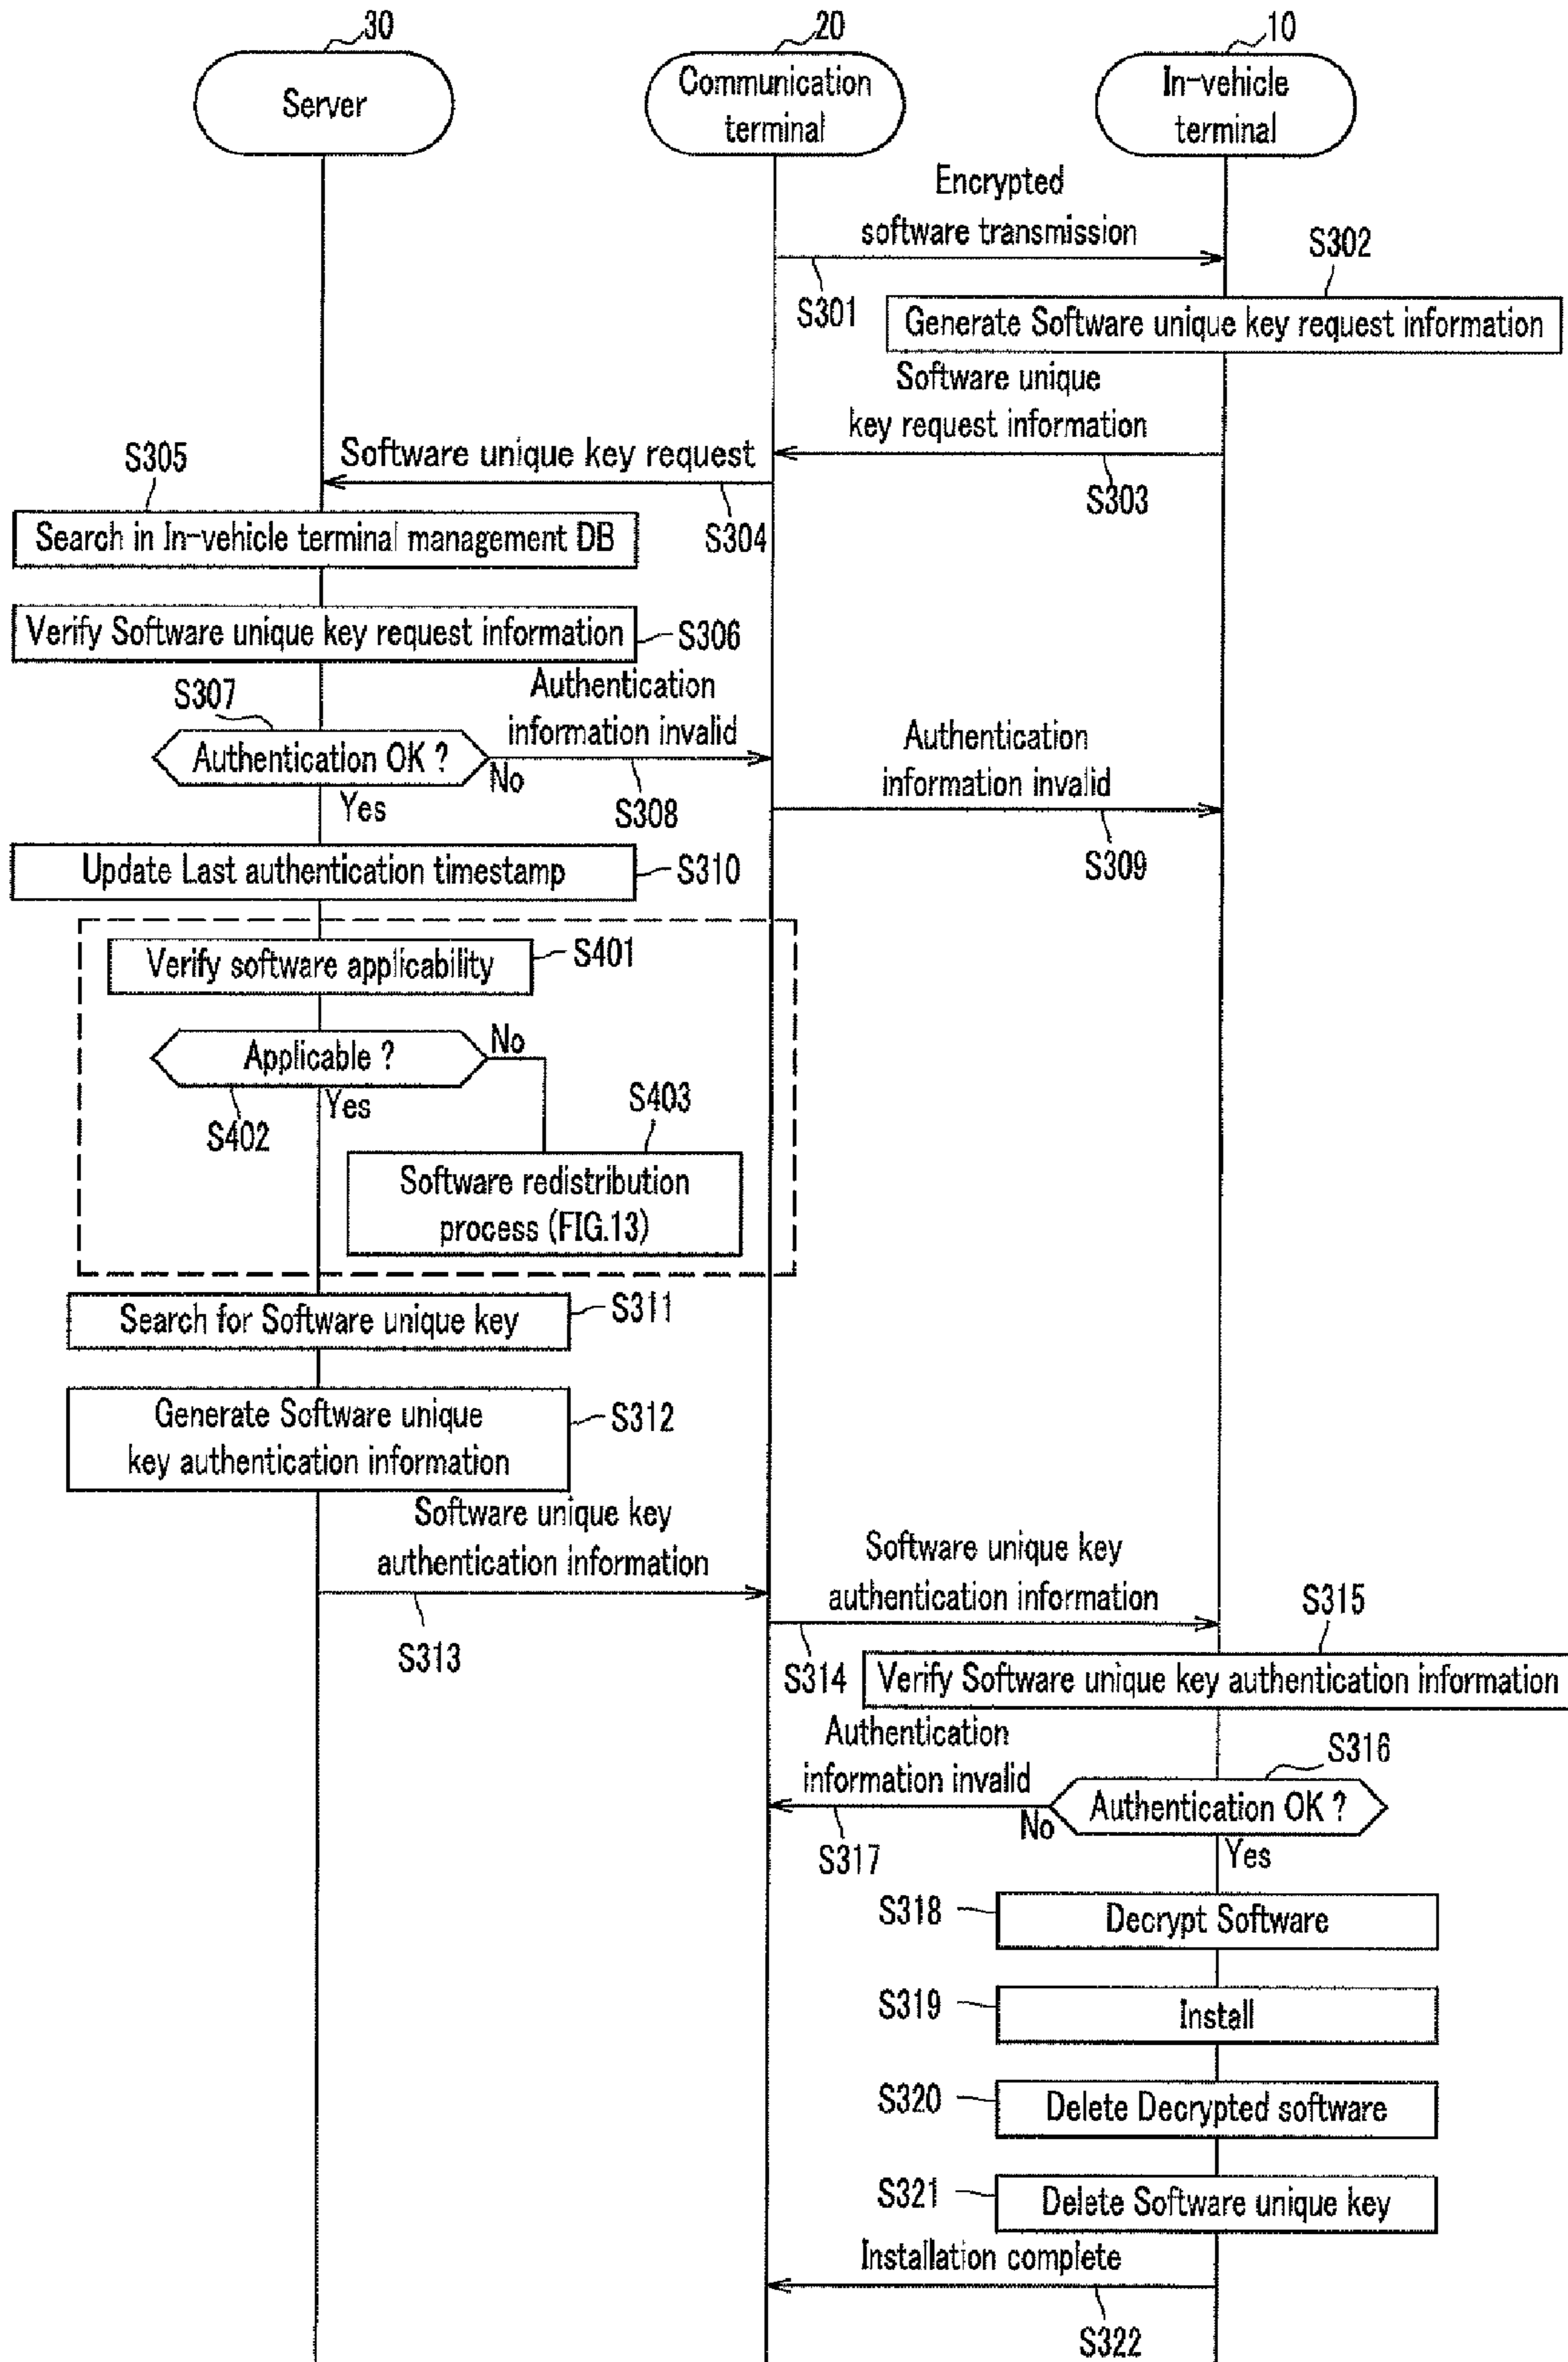 30
20
10
Server
Communication
terminal
In-vehicle
terminal
Encrypted
software transmission
S301
S302
Generate Software unique key request information
Software unique
key request information
S303
Software unique key request
S304
S305
Search in In-vehicle terminal management DB
Verify Software unique key request information
S306
S307
Authentication OK ?
No
Yes
Authentication
information invalid
S308
Authentication
information invalid
S309
Update Last authentication timestamp
S310
Verify software applicability
S401
Applicable ?
No
Yes
S402
S403
Software redistribution
process (FIG.13)
Search for Software unique key
S311
Generate Software unique
key authentication information
S312
Software unique key
authentication information
S313
Software unique key
authentication information
S314
S315
Verify Software unique key authentication information
Authentication
information invalid
S316
Authentication OK ?
No
Yes
S317
S318
Decrypt Software
S319
Install
S320
Delete Decrypted software
S321
Delete Software unique key
Installation complete
S322